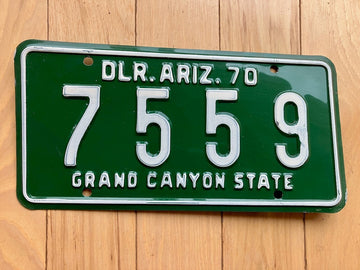 DLR. ARIZ. 70
7559
GRAND CANYON STATE